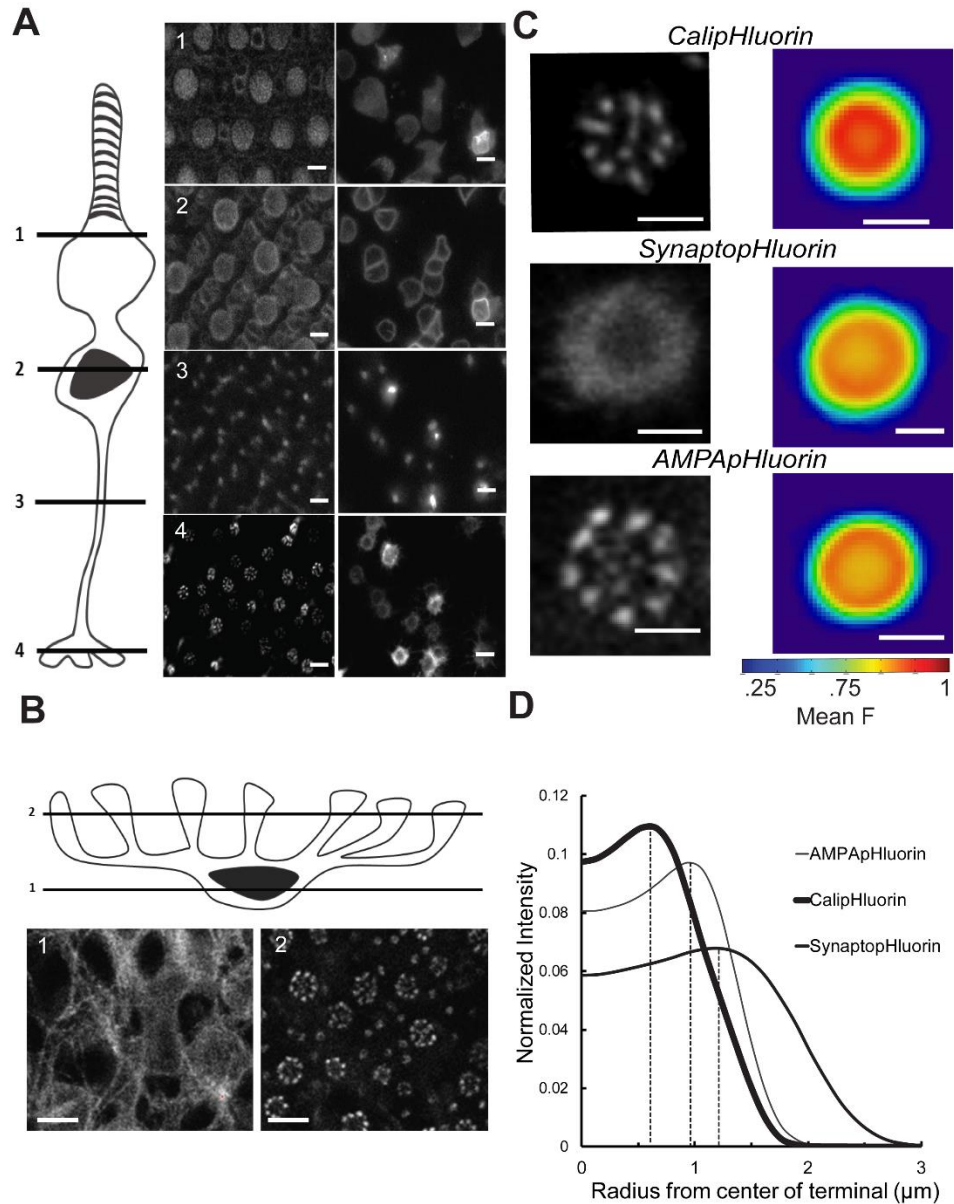 A
1
2
3
4
1
2
3
4
B
2
1
1
2
C
CalipHluorin
SynaptopHluorin
AMPApHluorin
.25 .75 1
Mean F
D
Normalized Intensity
0.12
0.1
0.08
0.06
0.04
0.02
0
0 1 2 3
Radius from center of terminal (µm)
AMPApHluorin
CalipHluorin
SynaptopHluorin